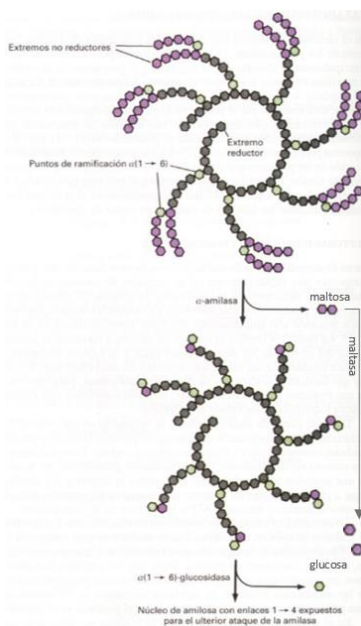 Extremos no reductores
Extremo
reductor
Puntos de ramificación α(1 → 6)
α-amilasa
maltosa
maltasa
glucosa
α(1 → 6)-glucosidasa
Núcleo de amilosa con enlaces 1 → 4 expuestos
para el ulterior ataque de la amilasa